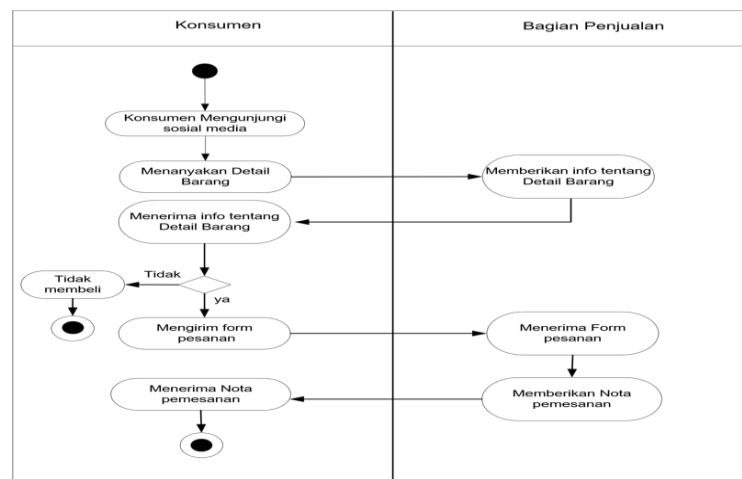 Konsumen
Bagian Penjualan
Konsumen Mengunjungi
sosial media
Menanyakan Detail
Barang
Memberikan info tentang
Detail Barang
Menerima info tentang
Detail Barang
Tidak
Tidak
membeli
ya
Mengirim form
pesanan
Menerima Form
pesanan
Memberikan Nota
pemesanan
Menerima Nota
pemesanan